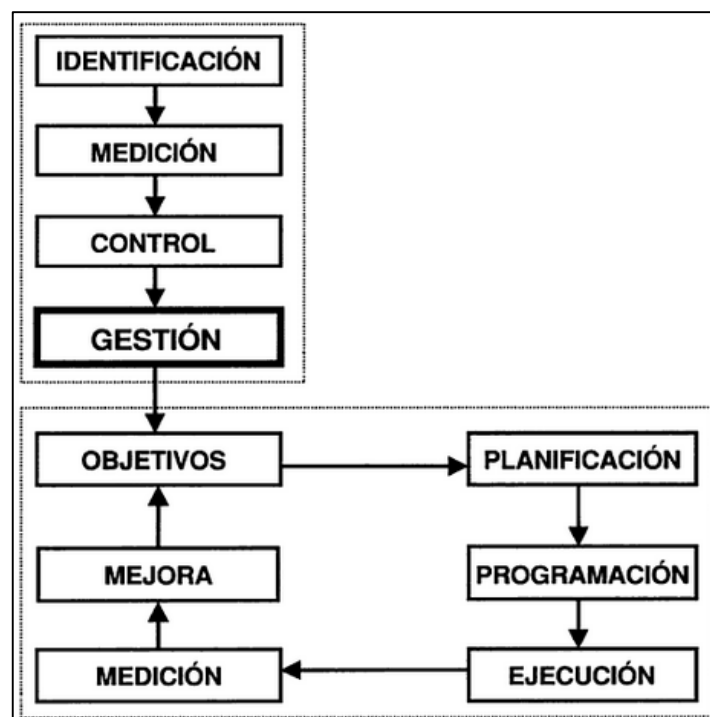 IDENTIFICACIÓN
MEDICIÓN
CONTROL
GESTIÓN
OBJETIVOS
PLANIFICACIÓN
MEJORA
PROGRAMACIÓN
MEDICIÓN
EJECUCIÓN